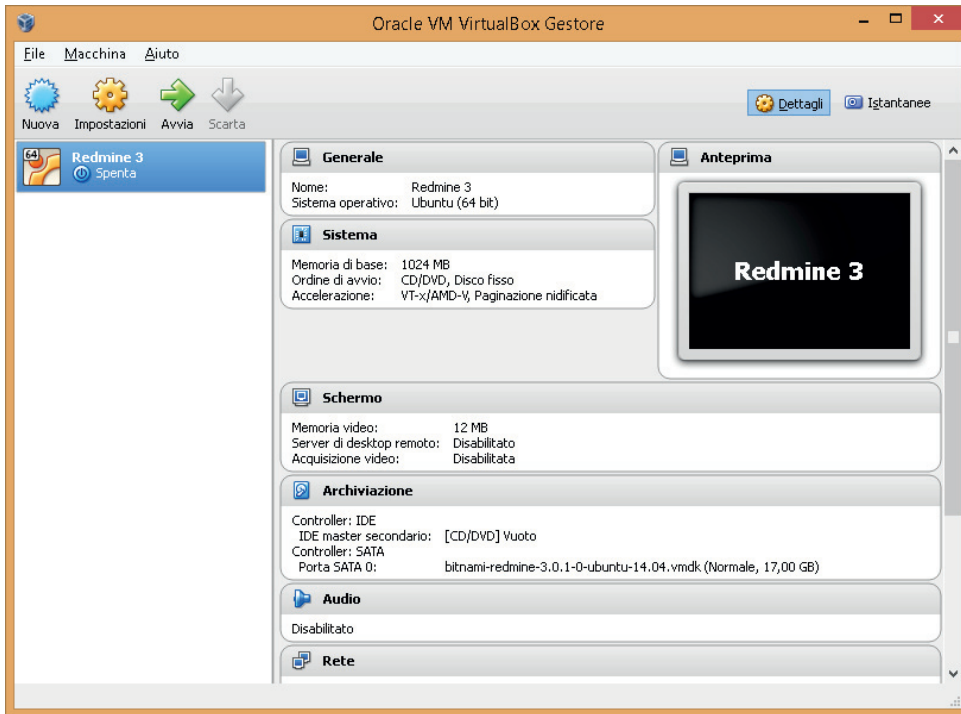 Oracle VM VirtualBox Gestore
File Macchina Aiuto
Nuova Impostazioni Avvia Scarta
Dettagli Istantanee
64
Redmine 3
Spenta
Generale
Nome: Redmine 3
Sistema operativo: Ubuntu (64 bit)
Anteprima
Redmine 3
Sistema
Memoria di base: 1024 MB
Ordine di avvio: CD/DVD, Disco fisso
Accelerazione: VT-x/AMD-V, Paginazione nidificata
Schermo
Memoria video: 12 MB
Server di desktop remoto: Disabilitato
Acquisizione video: Disabilitata
Archiviazione
Controller: IDE
IDE master secondario: [CD/DVD] Vuoto
Controller: SATA
Porta SATA 0: bitnami-redmine-3.0.1-0-ubuntu-14.04.vmdk (Normale, 17,00 GB)
Audio
Disabilitato
Rete